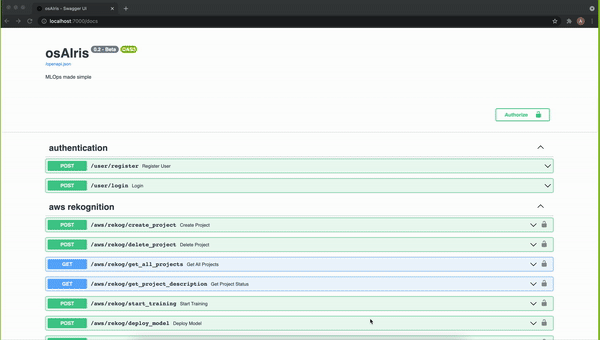 osAIris - Swagger UI
localhost:7000/docs
osAIris 0.2 - Beta OAS3
/openapi.json
MLOps made simple
Authorize
authentication
POST /user/register Register User
POST /user/login Login
aws rekognition
POST /aws/rekog/create_project Create Project
POST /aws/rekog/delete_project Delete Project
GET /aws/rekog/get_all_projects Get All Projects
GET /aws/rekog/get_project_description Get Project Status
POST /aws/rekog/start_training Start Training
POST /aws/rekog/deploy_model Deploy Model